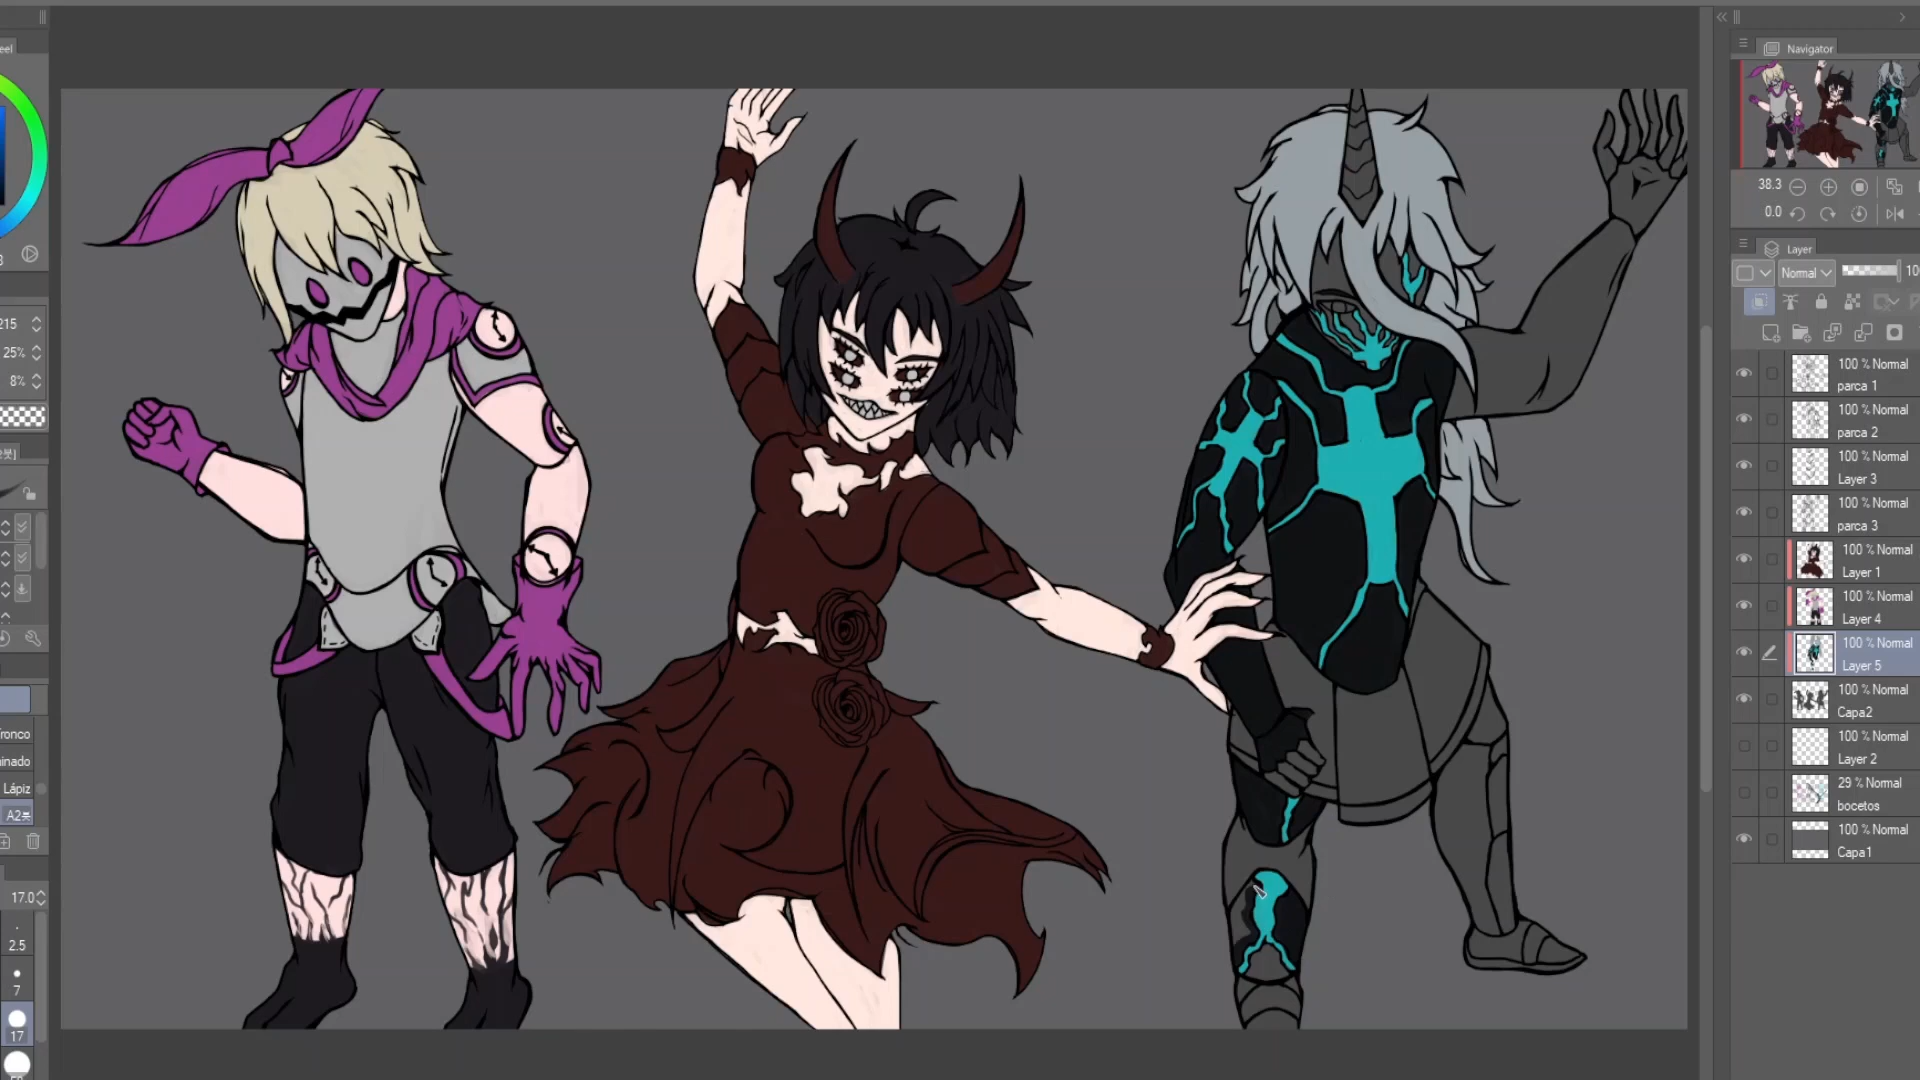 eel
Navigator
38.3
0.0
Layer
Normal
10
215
25%
8%
100 % Normal
parca 1
100 % Normal
parca 2
100 % Normal
Layer 3
100 % Normal
parca 3
100 % Normal
Layer 1
100 % Normal
Layer 4
100 % Normal
Layer 5
100 % Normal
Capa2
100 % Normal
Layer 2
29 % Normal
bocetos
100 % Normal
Capa1
ronco
inado
Lápiz
17.0
2.5
7
17